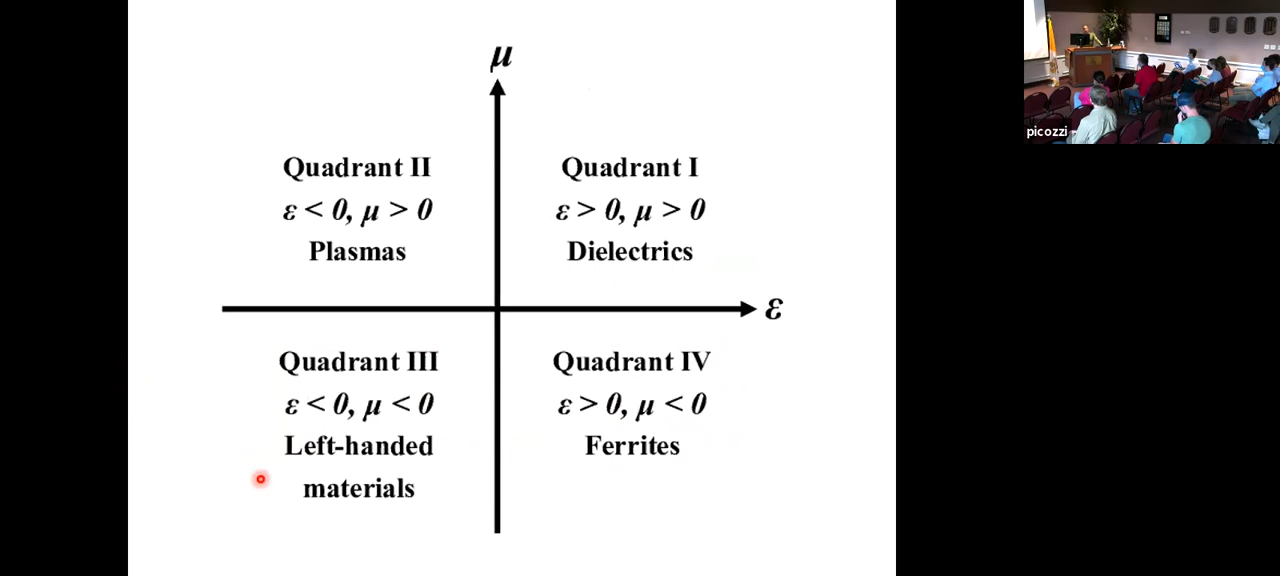 μ
Quadrant II
ε < 0, μ > 0
Plasmas
Quadrant I
ε > 0, μ > 0
Dielectrics
ε
Quadrant III
ε < 0, μ < 0
Left-handed
materials
Quadrant IV
ε > 0, μ < 0
Ferrites
picozzi